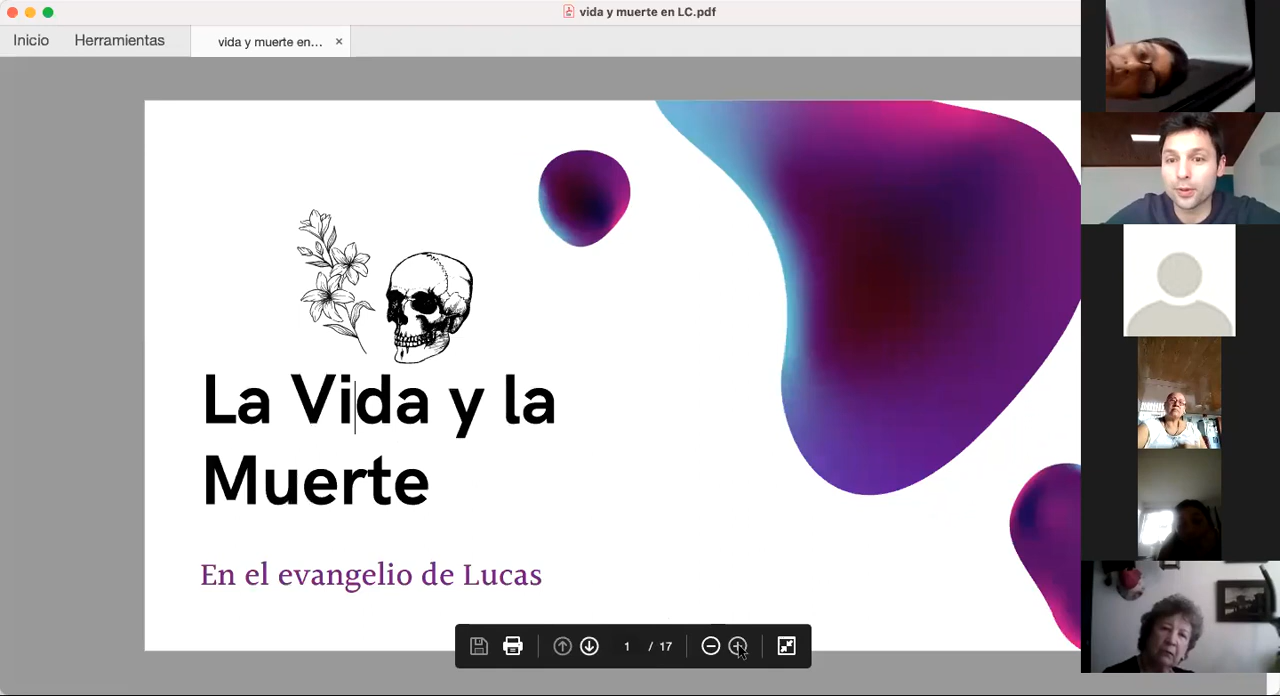 vida y muerte en LC.pdf
Inicio
Herramientas
vida y muerte en...
La Vida y la
Muerte
En el evangelio de Lucas
1 / 17